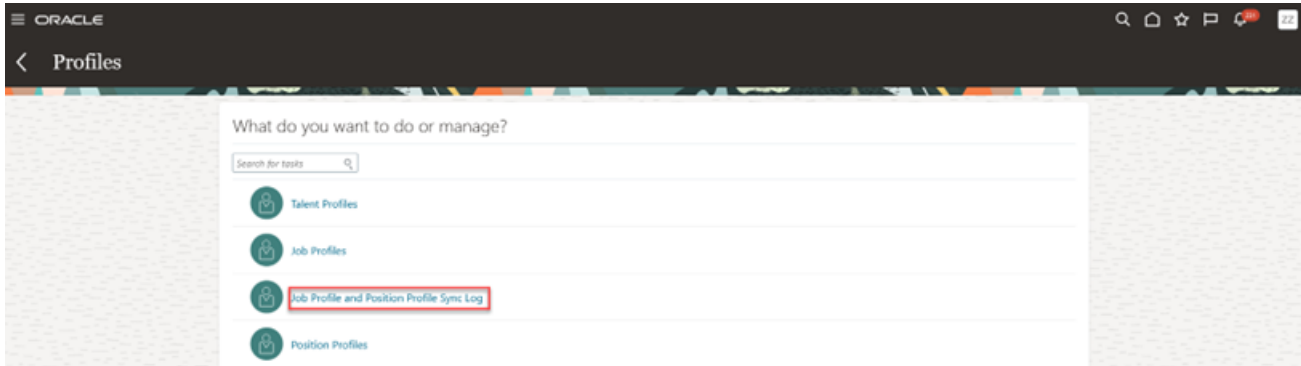 ORACLE
ZZ
Profiles
What do you want to do or manage?
Search for tasks
Talent Profiles
Job Profiles
Job Profile and Position Profile Sync Log
Position Profiles